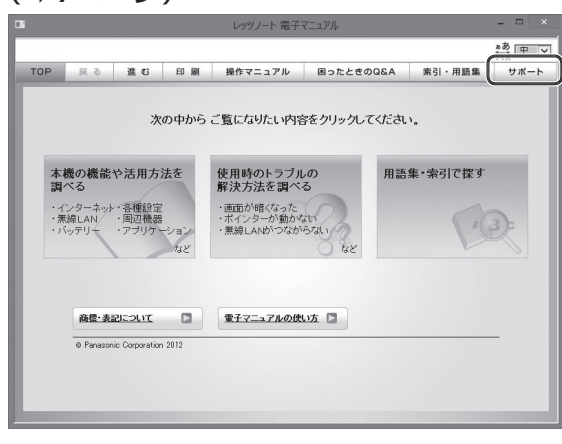 レッツノート 電子マニュアル
あ 中
TOP 戻る 進む 印刷 操作マニュアル 困ったときのQ&A 索引・用語集 サポート
次の中から ご覧になりたい内容をクリックしてください。
本機の機能や活用方法を
調べる
・インターネット・各種設定
・無線LAN ・周辺機器
・バッテリー ・アプリケーション
など
使用時のトラブルの
解決方法を調べる
・画面が暗くなった
・ポインターが動かない
・無線LANがつながらない
など
用語集・索引で探す
A B C
商標・表記について
電子マニュアルの使い方
© Panasonic Corporation 2012